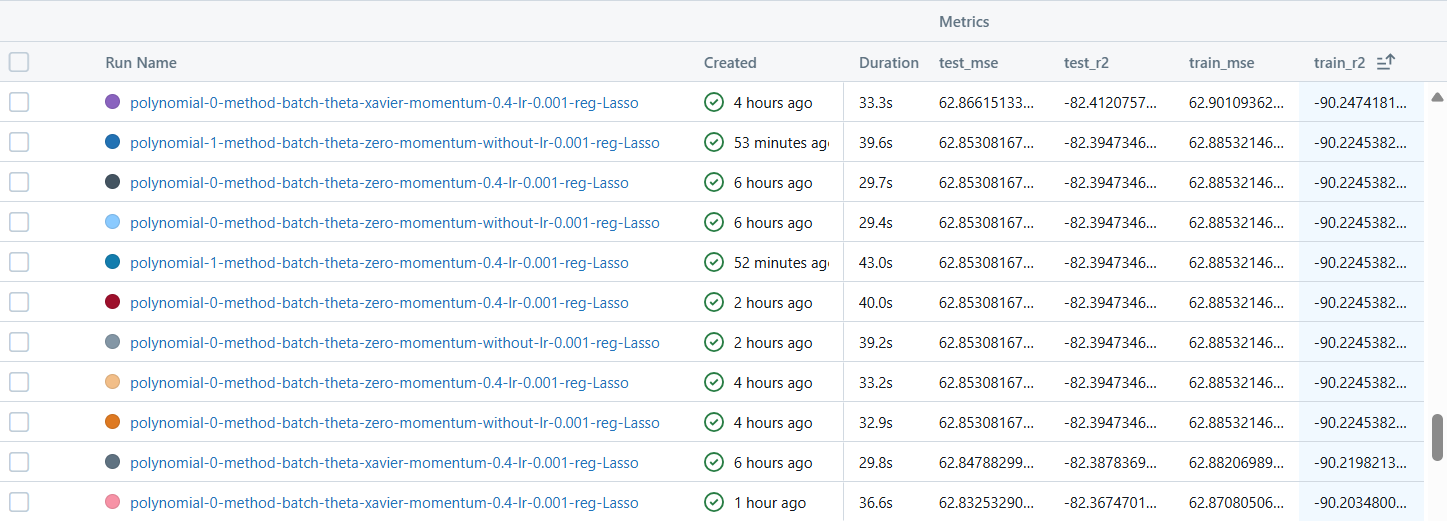 Metrics
Run Name Created Duration test_mse test_r2 train_mse train_r2
polynomial-0-method-batch-theta-xavier-momentum-0.4-lr-0.001-reg-Lasso 4 hours ago 33.3s 62.86615133... -82.4120757... 62.90109362... -90.2474181...
polynomial-1-method-batch-theta-zero-momentum-without-lr-0.001-reg-Lasso 53 minutes ago 39.6s 62.85308167... -82.3947346... 62.88532146... -90.2245382...
polynomial-0-method-batch-theta-zero-momentum-0.4-lr-0.001-reg-Lasso 6 hours ago 29.7s 62.85308167... -82.3947346... 62.88532146... -90.2245382...
polynomial-0-method-batch-theta-zero-momentum-without-lr-0.001-reg-Lasso 6 hours ago 29.4s 62.85308167... -82.3947346... 62.88532146... -90.2245382...
polynomial-1-method-batch-theta-zero-momentum-0.4-lr-0.001-reg-Lasso 52 minutes ago 43.0s 62.85308167... -82.3947346... 62.88532146... -90.2245382...
polynomial-0-method-batch-theta-zero-momentum-0.4-lr-0.001-reg-Lasso 2 hours ago 40.0s 62.85308167... -82.3947346... 62.88532146... -90.2245382...
polynomial-0-method-batch-theta-zero-momentum-without-lr-0.001-reg-Lasso 2 hours ago 39.2s 62.85308167... -82.3947346... 62.88532146... -90.2245382...
polynomial-0-method-batch-theta-zero-momentum-0.4-lr-0.001-reg-Lasso 4 hours ago 33.2s 62.85308167... -82.3947346... 62.88532146... -90.2245382...
polynomial-0-method-batch-theta-zero-momentum-without-lr-0.001-reg-Lasso 4 hours ago 32.9s 62.85308167... -82.3947346... 62.88532146... -90.2245382...
polynomial-0-method-batch-theta-xavier-momentum-0.4-lr-0.001-reg-Lasso 6 hours ago 29.8s 62.84788299... -82.3878369... 62.88206989... -90.2198213...
polynomial-0-method-batch-theta-xavier-momentum-0.4-lr-0.001-reg-Lasso 1 hour ago 36.6s 62.83253290... -82.3674701... 62.87080506... -90.2034800...